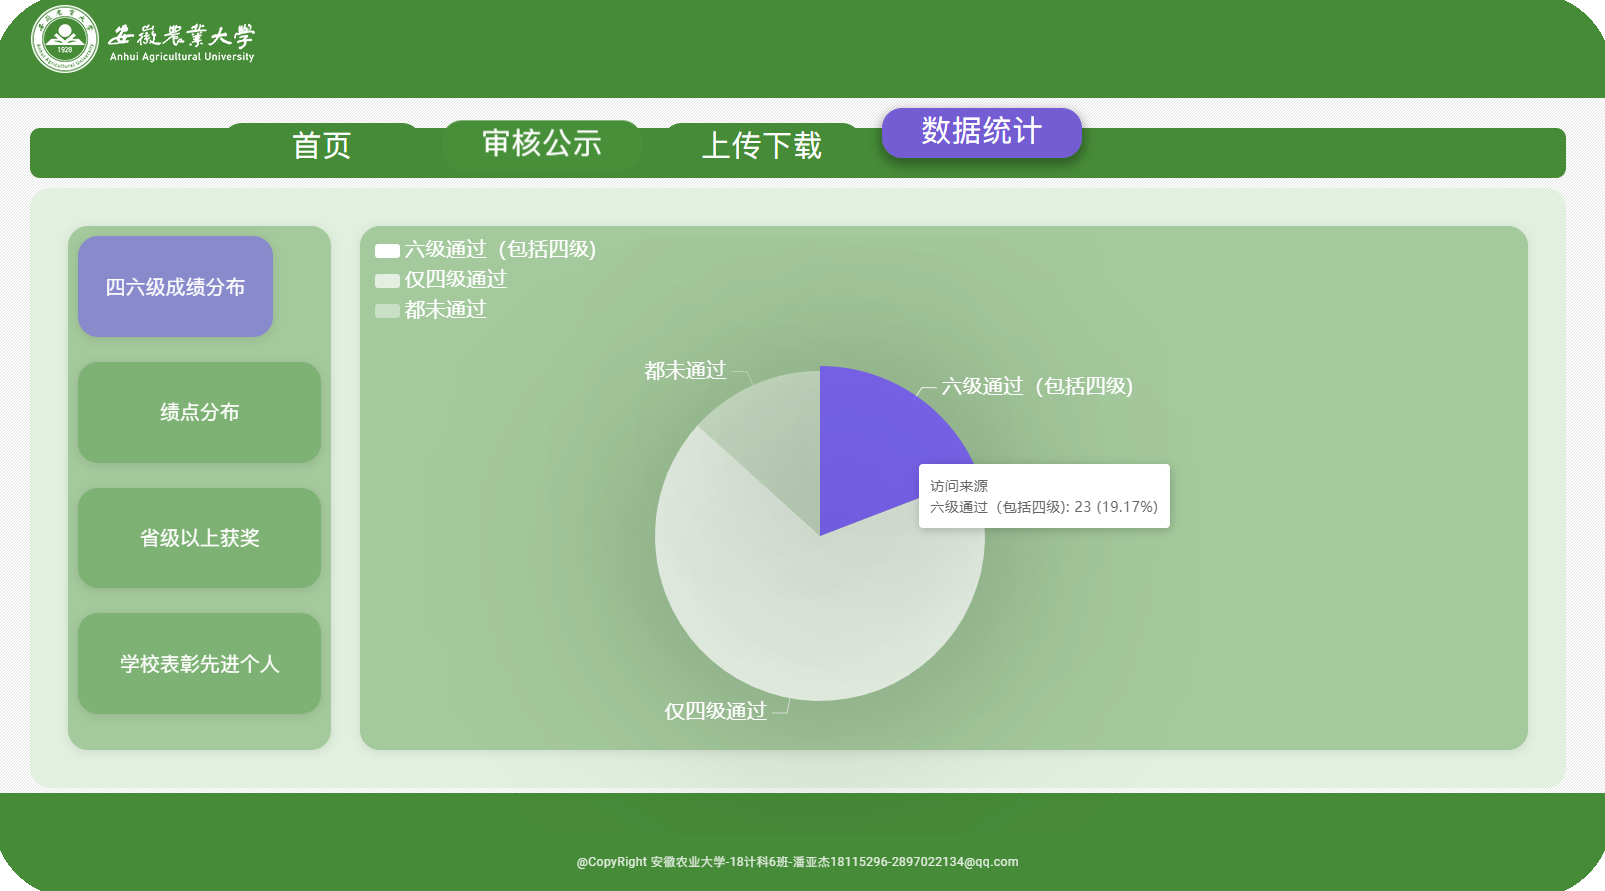 安徽農業大学
Anhui Agricultural University
1928
首页
审核公示
上传下载
数据统计
四六级成绩分布
绩点分布
省级以上获奖
学校表彰先进个人
六级通过（包括四级）
仅四级通过
都未通过
都未通过
六级通过（包括四级）
访问来源
六级通过（包括四级）: 23 (19.17%)
仅四级通过
@CopyRight 安徽农业大学-18计科6班-潘亚杰18115296-2897022134@qq.com